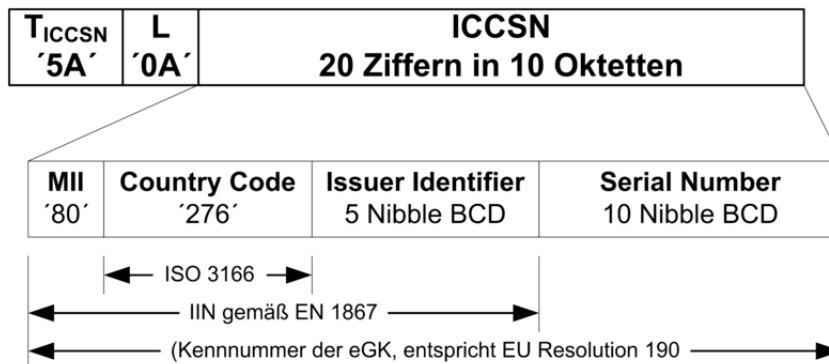 TICCSN L ICCSN
´5A´ ´0A´ 20 Ziffern in 10 Oktetten
MII Country Code Issuer Identifier Serial Number
´80´ ´276´ 5 Nibble BCD 10 Nibble BCD
ISO 3166
IIN gemäß EN 1867
(Kennnummer der eGK, entspricht EU Resolution 190